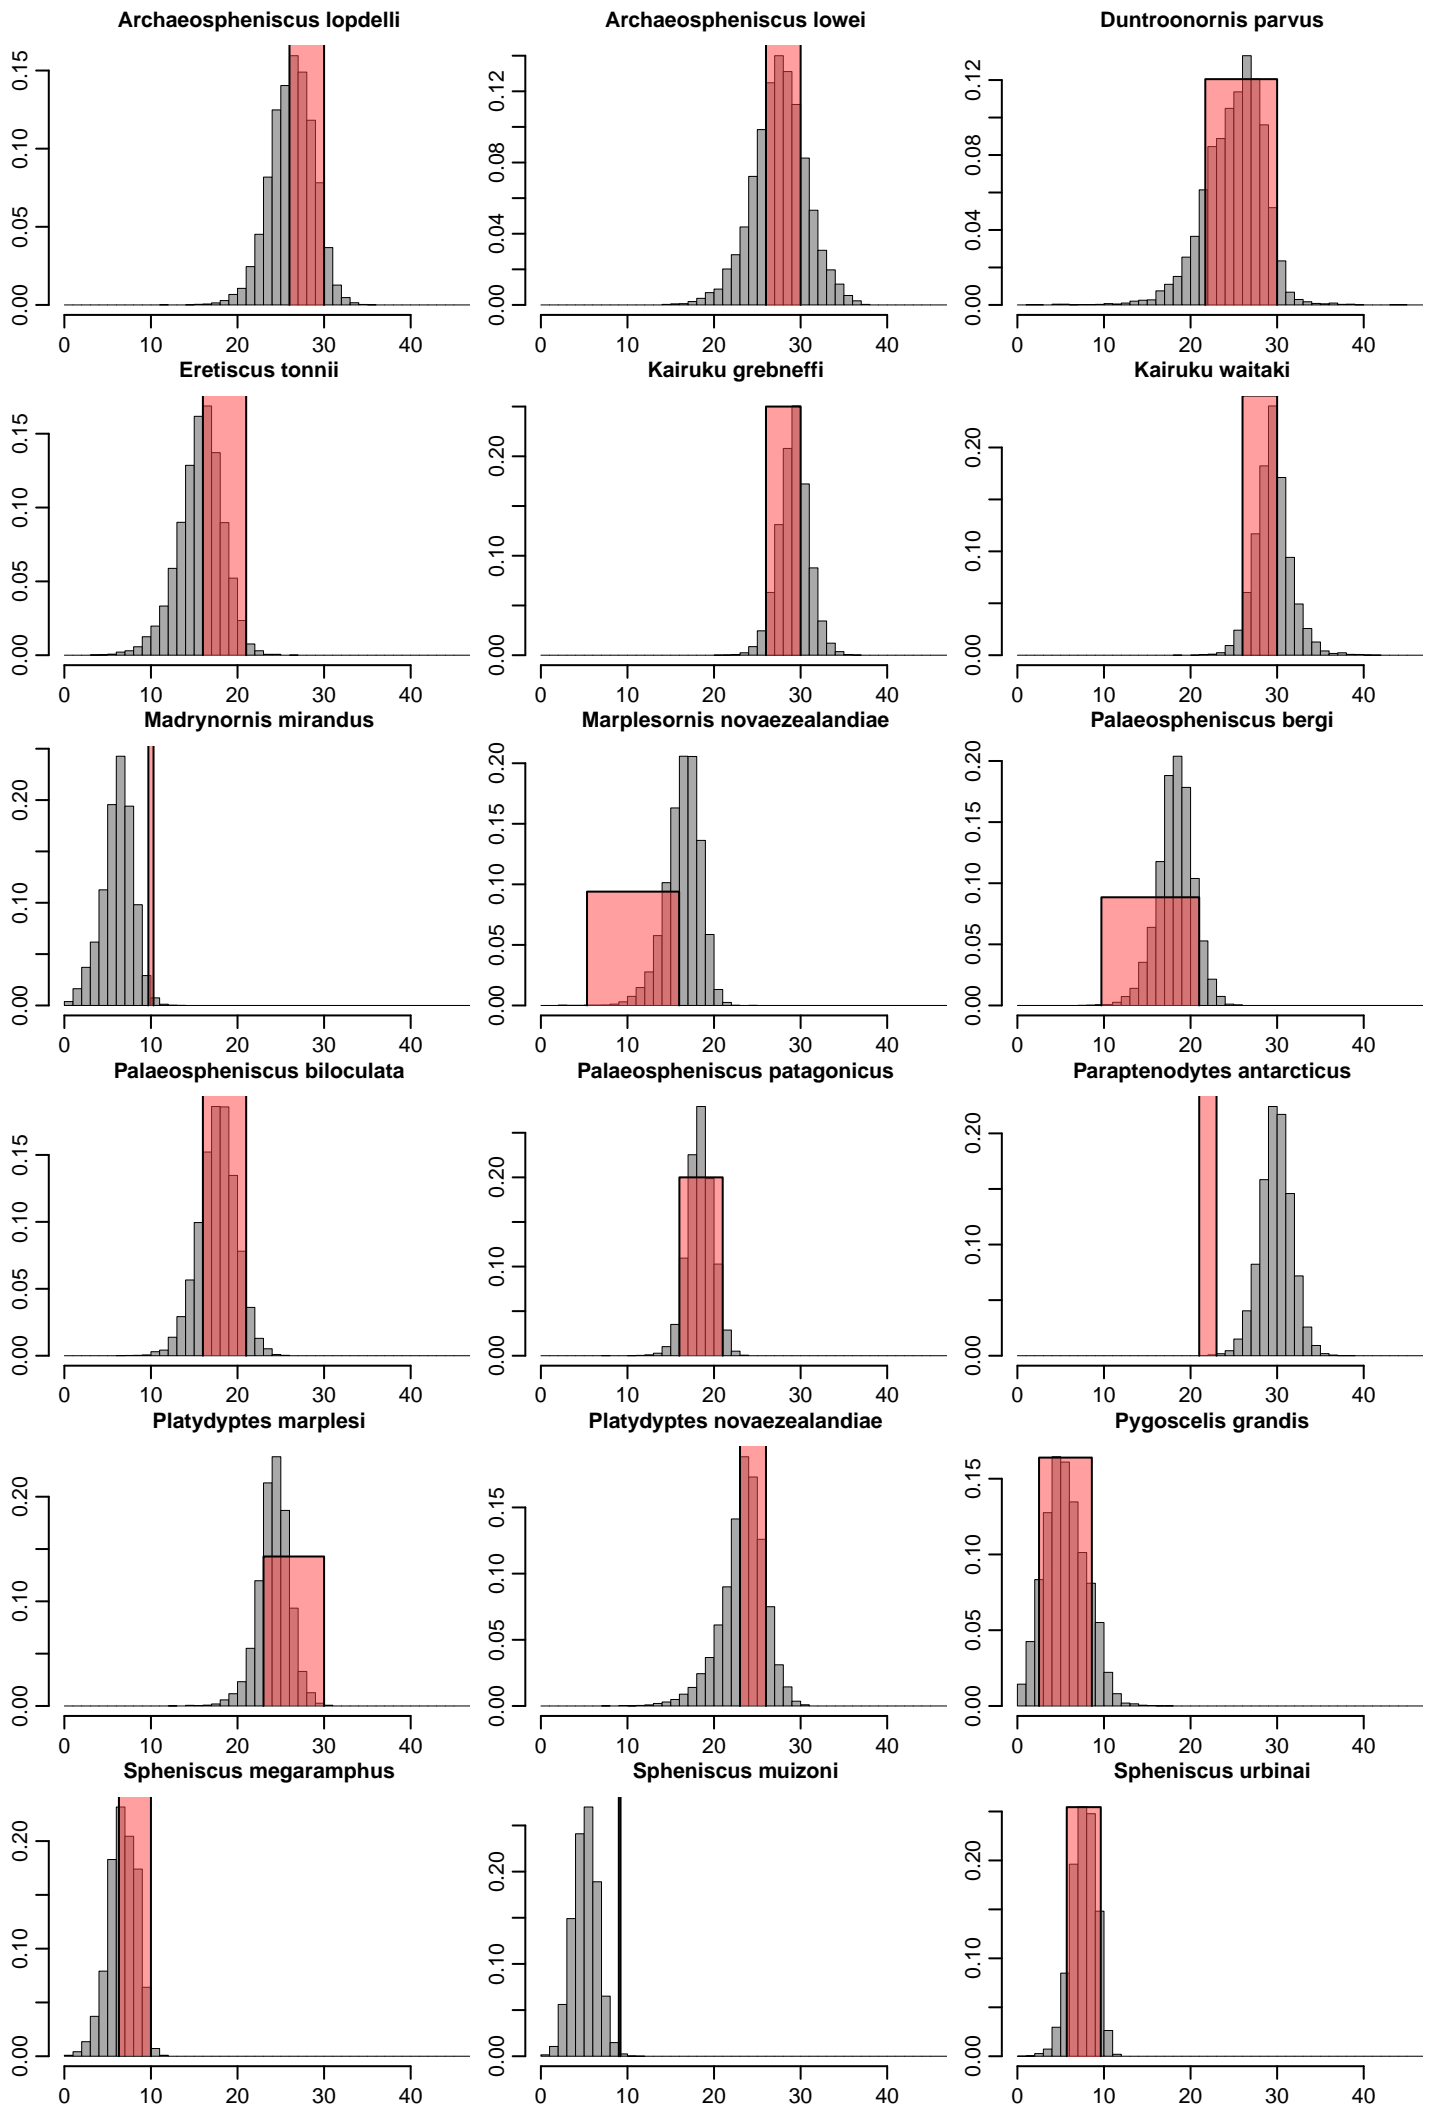 Archaeospheniscus lopdelli Archaeospheniscus lowei Duntroonornis parvus
0.00 0.05 0.10 0.15 0.00 0.04 0.08 0.12 0.00 0.04 0.08 0.12
0 10 20 30 40 0 10 20 30 40 0 10 20 30 40
Eretiscus tonnii Kairuku grebneffi Kairuku waitaki
0.00 0.05 0.10 0.15 0.00 0.10 0.20 0.00 0.10 0.20
0 10 20 30 40 0 10 20 30 40 0 10 20 30 40
Madrynornis mirandus Marplesornis novaezealandiae Palaeospheniscus bergi
0.00 0.10 0.20 0.00 0.05 0.10 0.15 0.20 0.00 0.05 0.10 0.15 0.20
0 10 20 30 40 0 10 20 30 40 0 10 20 30 40
Palaeospheniscus biloculata Palaeospheniscus patagonicus Paraptenodytes antarcticus
0.00 0.05 0.10 0.15 0.00 0.10 0.20 0.00 0.10 0.20
0 10 20 30 40 0 10 20 30 40 0 10 20 30 40
Platydyptes marplesi Platydyptes novaezealandiae Pygoscelis grandis
0.00 0.10 0.20 0.00 0.05 0.10 0.15 0.00 0.05 0.10 0.15
0 10 20 30 40 0 10 20 30 40 0 10 20 30 40
Spheniscus megaramphus Spheniscus muizoni Spheniscus urbinai
0.00 0.10 0.20 0.00 0.10 0.20 0.00 0.10 0.20
0 10 20 30 40 0 10 20 30 40 0 10 20 30 40